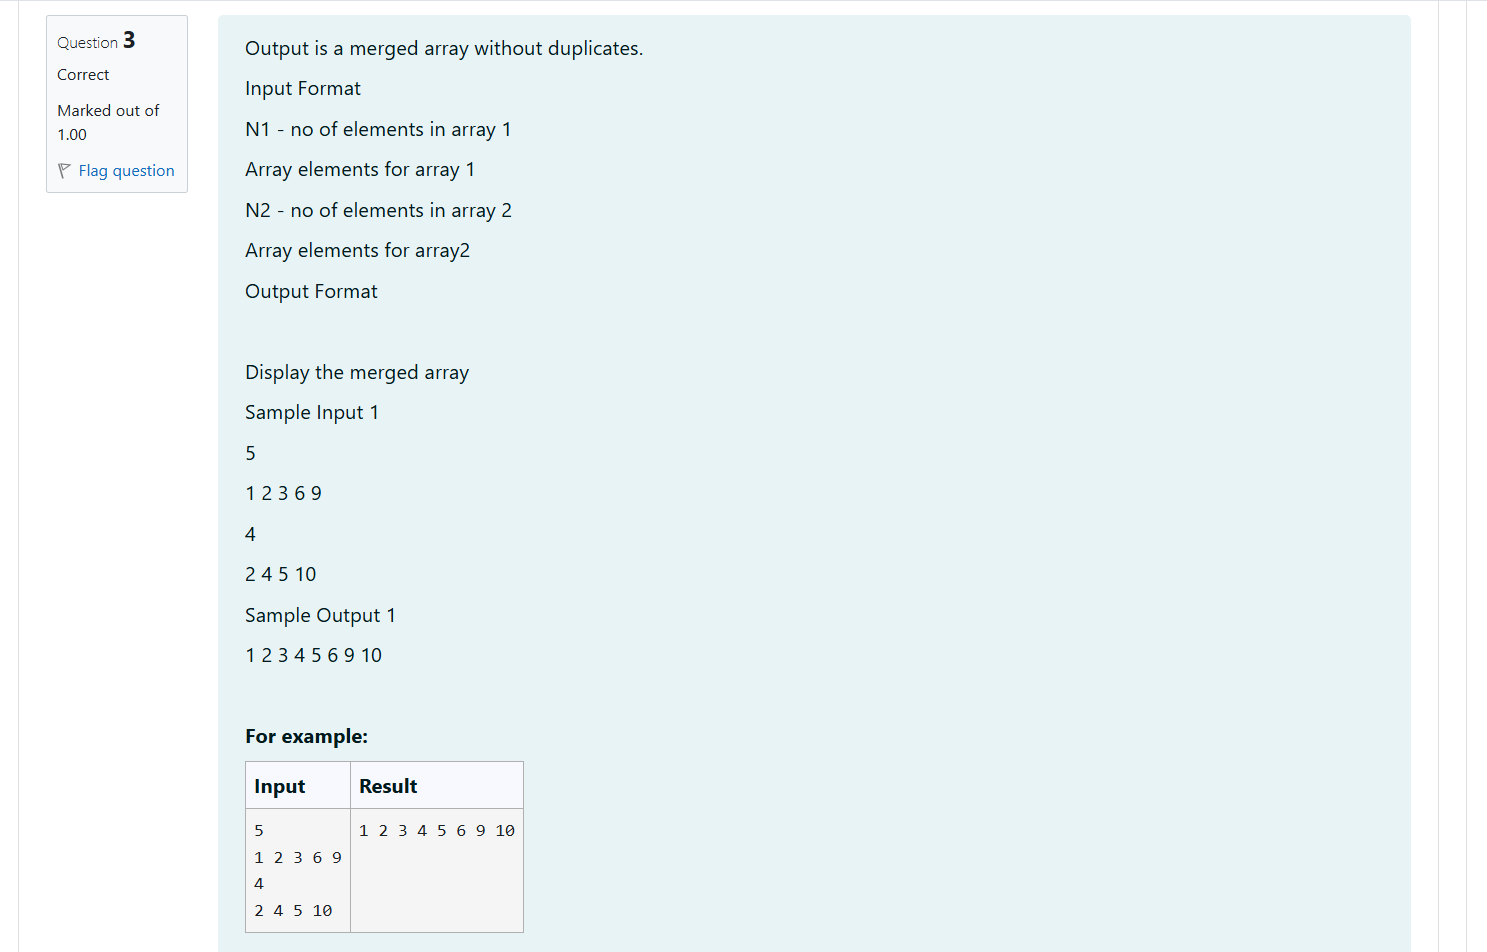 Question 3
Correct
Marked out of
1.00
Flag question
Output is a merged array without duplicates.
Input Format
N1 - no of elements in array 1
Array elements for array 1
N2 - no of elements in array 2
Array elements for array2
Output Format
Display the merged array
Sample Input 1
5
1 2 3 6 9
4
2 4 5 10
Sample Output 1
1 2 3 4 5 6 9 10
For example:
Input Result
5 1 2 3 4 5 6 9 10
1 2 3 6 9
4
2 4 5 10